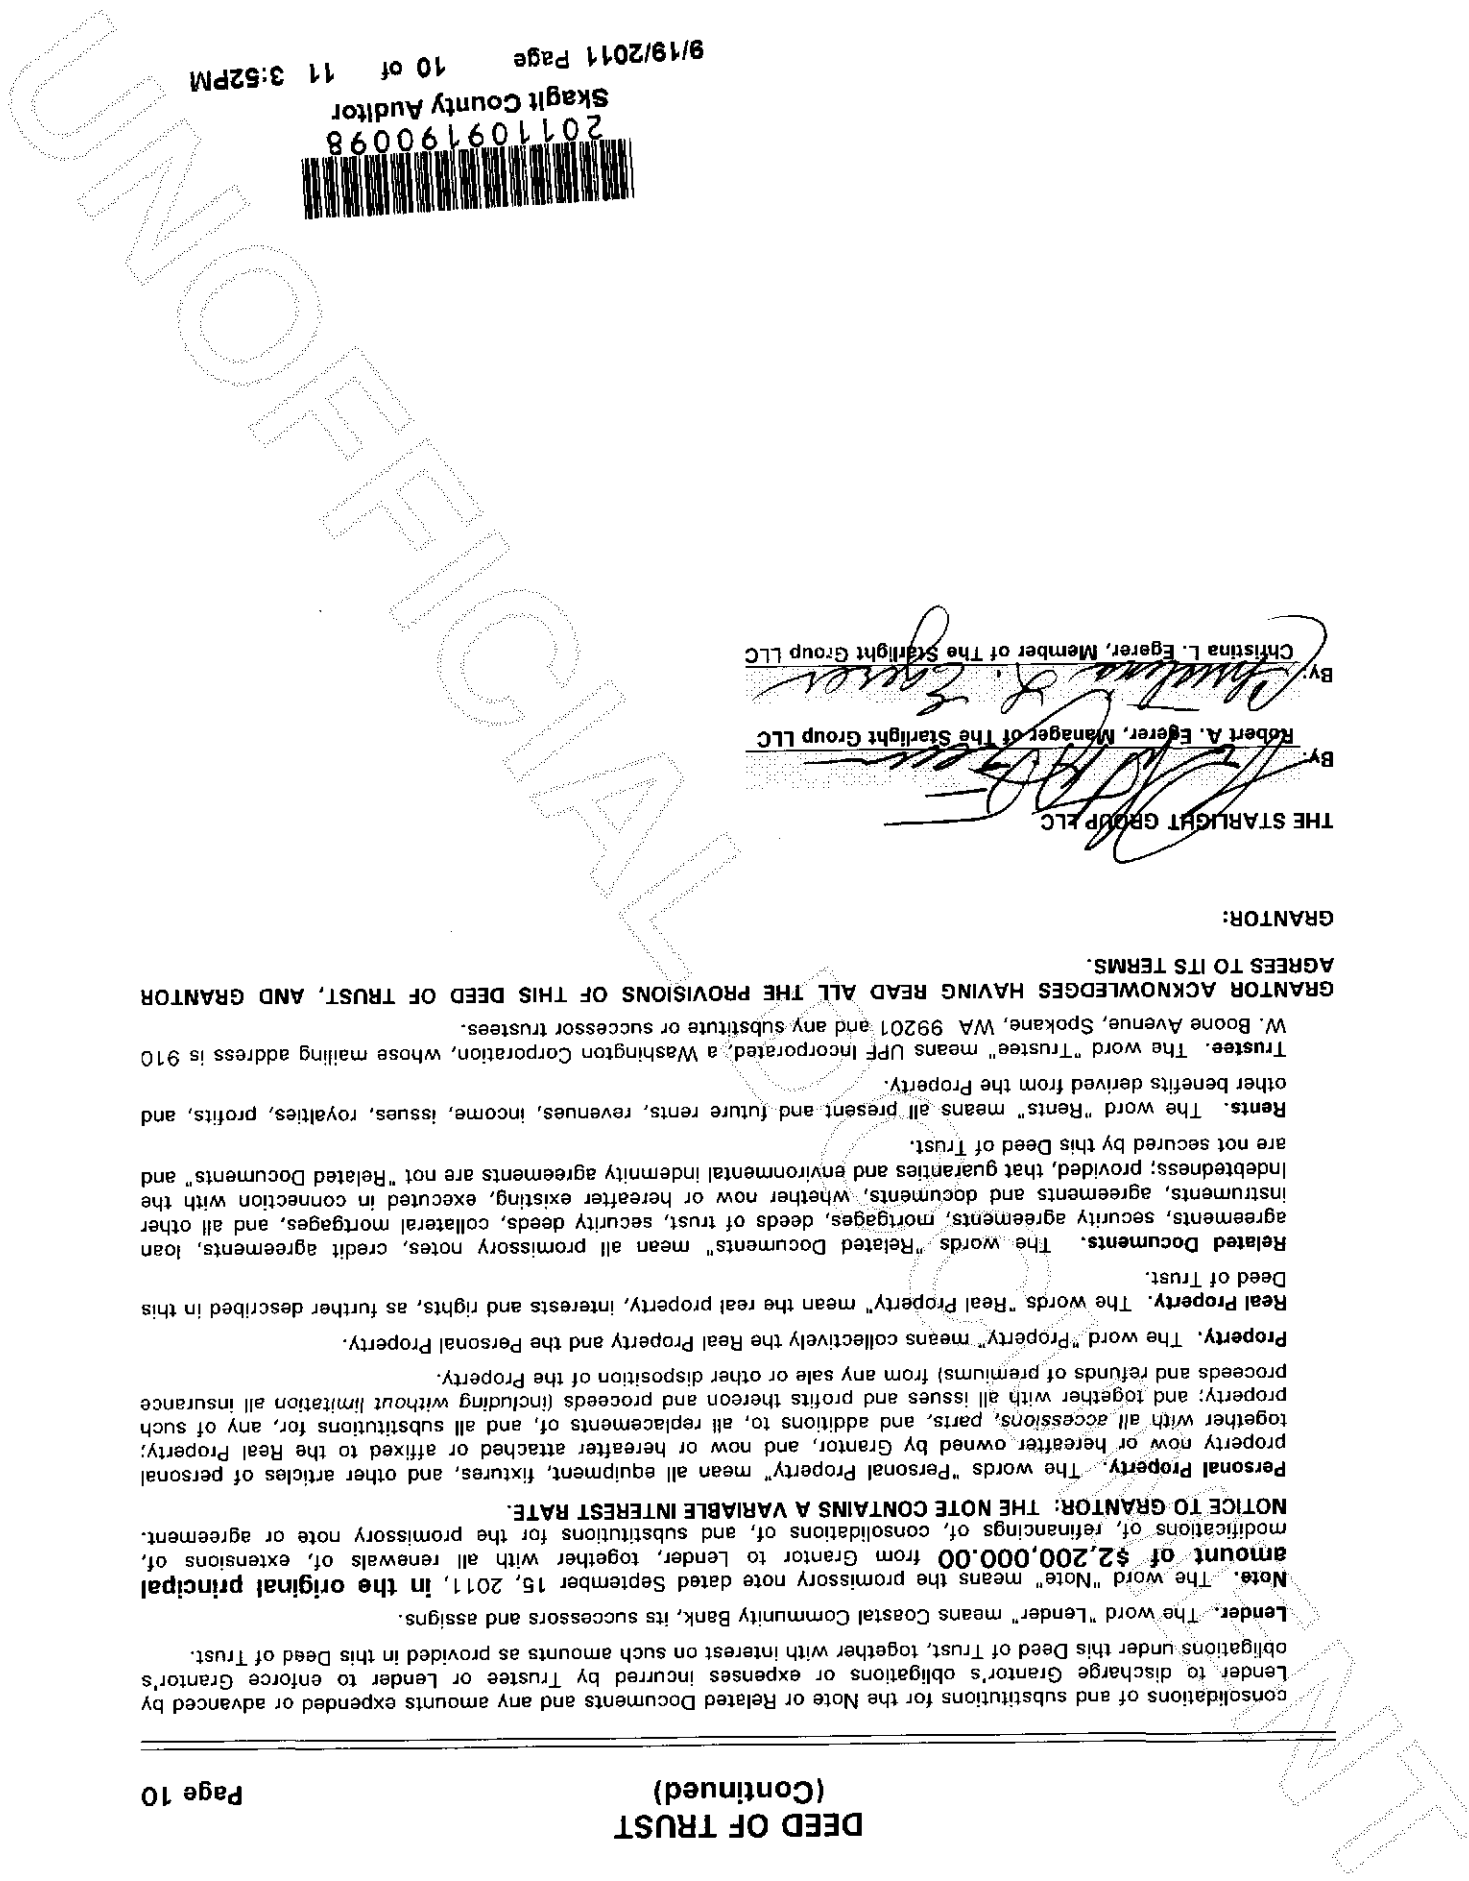 DEED OF TRUST
(Continued)
Page 10
consolidations of and substitutions for the Note or Related Documents and any amounts expended or advanced by
Lender to discharge Grantor's obligations or expenses incurred by Trustee or Lender to enforce Grantor's
obligations under this Deed of Trust, together with interest on such amounts as provided in this Deed of Trust.
Lender. The word "Lender" means Coastal Community Bank, its successors and assigns.
Note. The word "Note" means the promissory note dated September 15, 2011, in the original principal
amount of $2,200,000.00 from Grantor to Lender, together with all renewals of, extensions of,
modifications of, refinancings of, consolidations of, and substitutions for the promissory note or agreement.
NOTICE TO GRANTOR: THE NOTE CONTAINS A VARIABLE INTEREST RATE.
Personal Property. The words "Personal Property" mean all equipment, fixtures, and other articles of personal
property now or hereafter owned by Grantor, and now or hereafter attached or affixed to the Real Property;
together with all accessions, parts, and additions to, all replacements of, and all substitutions for, any of such
property; and together with all issues and profits thereon and proceeds (including without limitation all insurance
proceeds and refunds of premiums) from any sale or other disposition of the Property.
Property. The word "Property" means collectively the Real Property and the Personal Property.
Real Property. The words "Real Property" mean the real property, interests and rights, as further described in this
Deed of Trust.
Related Documents. The words "Related Documents" mean all promissory notes, credit agreements, loan
agreements, security agreements, mortgages, deeds of trust, security deeds, collateral mortgages, and all other
instruments, agreements and documents, whether now or hereafter existing, executed in connection with the
Indebtedness; provided, that guaranties and environmental indemnity agreements are not "Related Documents" and
are not secured by this Deed of Trust.
Rents. The word "Rents" means all present and future rents, revenues, income, issues, royalties, profits, and
other benefits derived from the Property.
Trustee. The word "Trustee" means UPF Incorporated, a Washington Corporation, whose mailing address is 910
W. Boone Avenue, Spokane, WA 99201 and any substitute or successor trustees.
GRANTOR ACKNOWLEDGES HAVING READ ALL THE PROVISIONS OF THIS DEED OF TRUST, AND GRANTOR
AGREES TO ITS TERMS.
GRANTOR:
THE STARLIGHT GROUP LLC
By:
Robert A. Egerer, Manager of The Starlight Group LLC
By: Christina L. Egerer
Christina L. Egerer, Member of The Starlight Group LLC
201109190098
Skagit County Auditor
9/19/2011 Page 10 of 11 3:52PM
UNOFFICIAL DOCUMENT